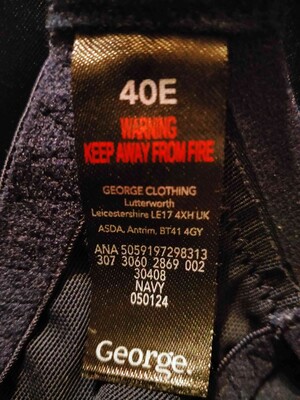 40E
WARNING
KEEP AWAY FROM FIRE
GEORGE CLOTHING
Lutterworth
Leicestershire LE17 4XH UK
ASDA, Antrim, BT41 4GY
ANA 5059197298313
307 3060 2869 002
30408
NAVY
050124
George.